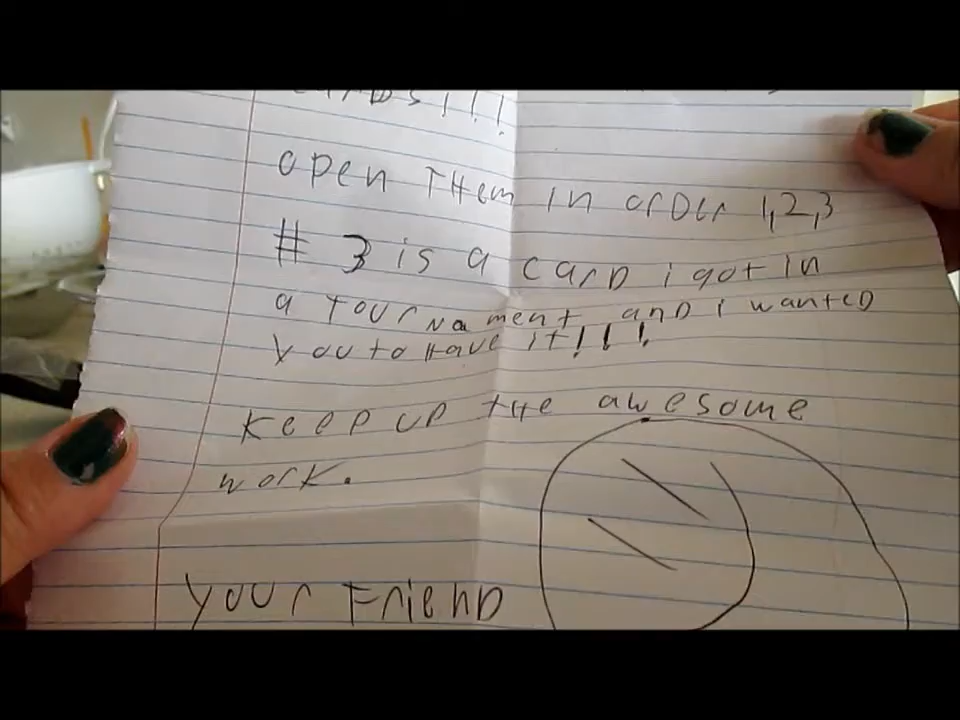 open THem in orDer 1,2,3
# 3 is a carD i got in
a Tournament and i wanteD
You to Have it!!!
Keep up tHe awesome
work.
Your FrienD